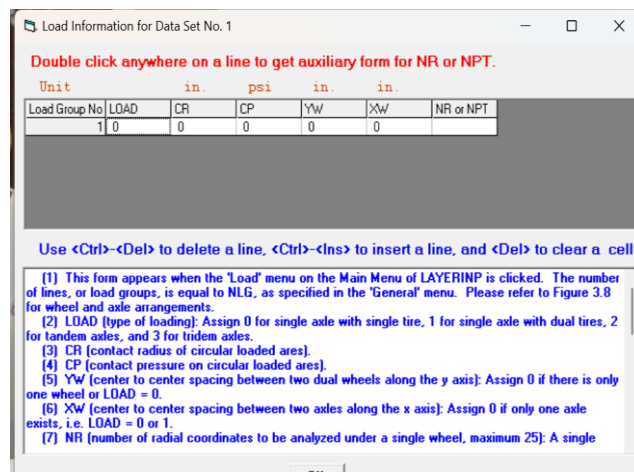 Load Information for Data Set No. 1
Double click anywhere on a line to get auxiliary form for NR or NPT.
Unit in. psi in. in.
Load Group No LOAD CR CP YW XW NR or NPT
1 0 0 0 0 0
Use <Ctrl>-<Del> to delete a line, <Ctrl>-<Ins> to insert a line, and <Del> to clear a cell
(1) This form appears when the 'Load' menu on the Main Menu of LAYERINP is clicked. The number
of lines, or load groups, is equal to NLG, as specified in the 'General' menu. Please refer to Figure 3.8
for wheel and axle arrangements.
(2) LOAD (type of loading): Assign 0 for single axle with single tire, 1 for single axle with dual tires, 2
for tandem axles, and 3 for tridem axles.
(3) CR (contact radius of circular loaded ares).
(4) CP (contact pressure on circular loaded ares).
(5) YW (center to center spacing between two dual wheels along the y axis): Assign 0 if there is only
one wheel or LOAD = 0.
(6) XW (center to center spacing between two axles along the x axis): Assign 0 if only one axle
exists, i.e. LOAD = 0 or 1.
(7) NR (number of radial coordinates to be analyzed under a single wheel, maximum 25): A single